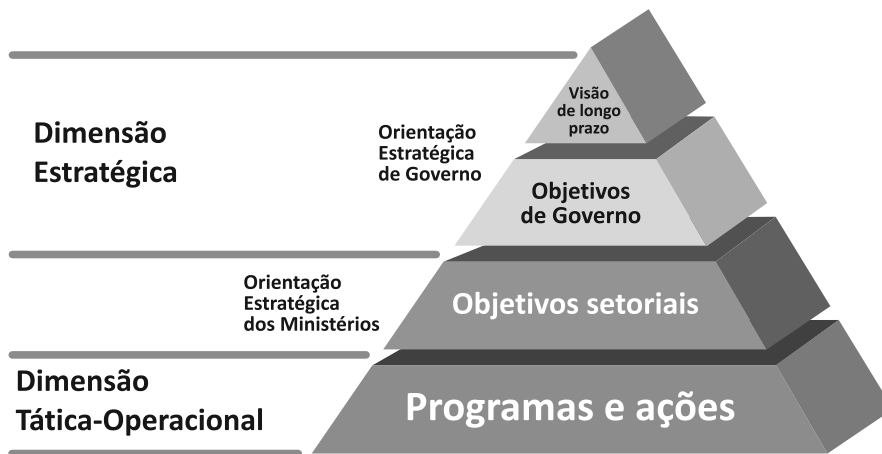 Visão
de longo
prazo
Dimensão
Estratégica
Orientação
Estratégica
de Governo
Objetivos
de Governo
Orientação
Estratégica
dos Ministérios
Objetivos setoriais
Dimensão
Tática-Operacional
Programas e ações